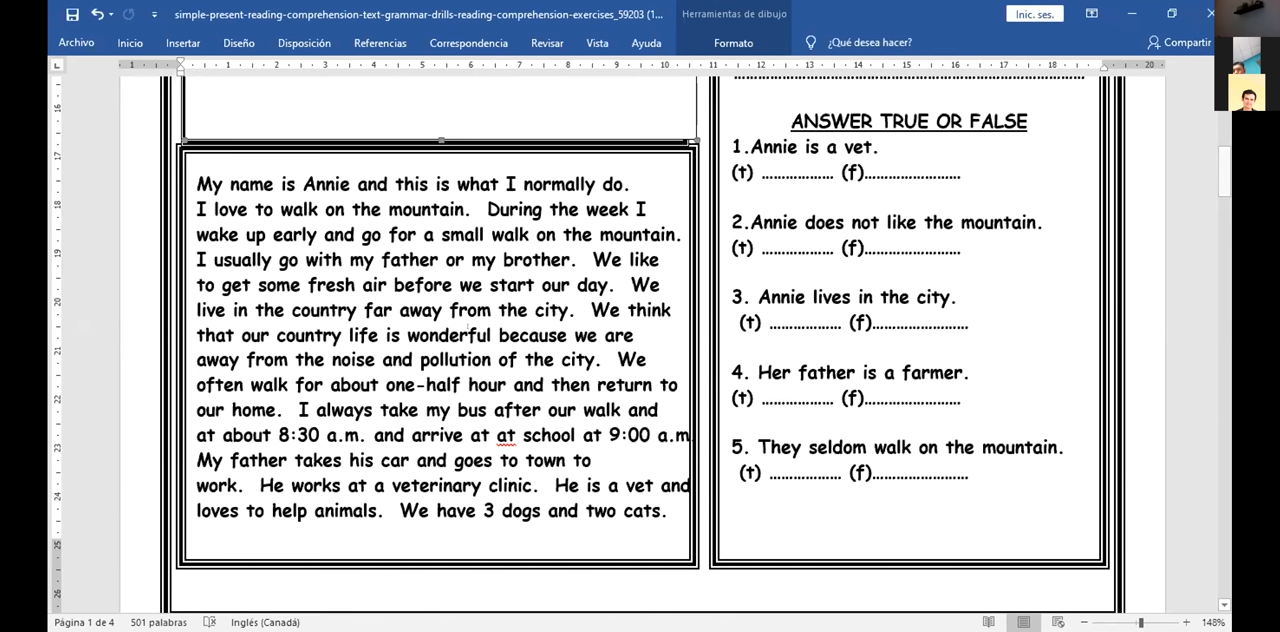 simple-present-reading-comprehension-text-grammar-drills-reading-comprehension-exercises_59203 (1...
Herramientas de dibujo
Inic. ses.
Archivo Inicio Insertar Diseño Disposición Referencias Correspondencia Revisar Vista Ayuda Formato ¿Qué desea hacer? Compartir
My name is Annie and this is what I normally do.
I love to walk on the mountain. During the week I
wake up early and go for a small walk on the mountain.
I usually go with my father or my brother. We like
to get some fresh air before we start our day. We
live in the country far away from the city. We think
that our country life is wonderful because we are
away from the noise and pollution of the city. We
often walk for about one-half hour and then return to
our home. I always take my bus after our walk and
at about 8:30 a.m. and arrive at at school at 9:00 a.m.
My father takes his car and goes to town to
work. He works at a veterinary clinic. He is a vet and
loves to help animals. We have 3 dogs and two cats.
ANSWER TRUE OR FALSE
1.Annie is a vet.
(t) ................ (f)........................
2.Annie does not like the mountain.
(t) ................ (f)........................
3. Annie lives in the city.
(t) ................ (f)........................
4. Her father is a farmer.
(t) ................ (f)........................
5. They seldom walk on the mountain.
(t) ................ (f)........................
Página 1 de 4 501 palabras Inglés (Canadá) 148%